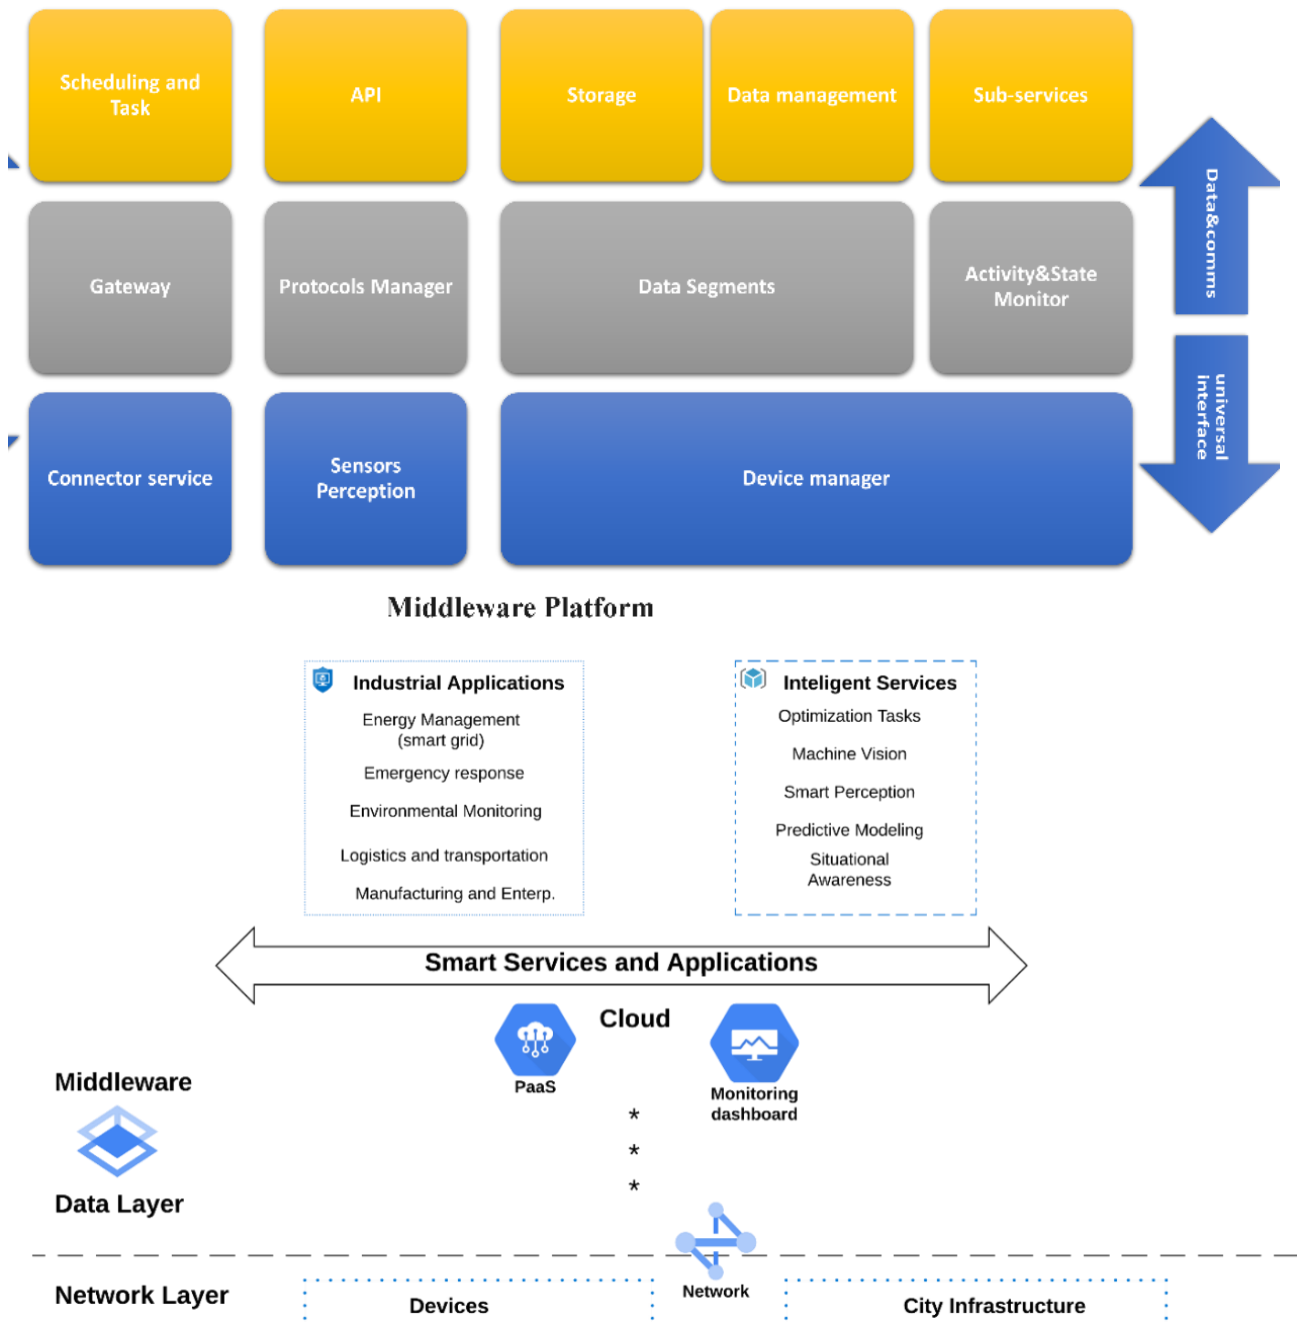 Scheduling and
Task
API
Storage
Data management
Sub-services
Data&comms
Gateway
Protocols Manager
Data Segments
Activity&State
Monitor
universal
interface
Connector service
Sensors
Perception
Device manager
Middleware Platform
Industrial Applications
Energy Management
(smart grid)
Emergency response
Environmental Monitoring
Logistics and transportation
Manufacturing and Enterp.
Inteligent Services
Optimization Tasks
Machine Vision
Smart Perception
Predictive Modeling
Situational
Awareness
Smart Services and Applications
Cloud
PaaS
Monitoring
dashboard
Middleware
*
*
*
Data Layer
Network Layer
Devices
Network
City Infrastructure